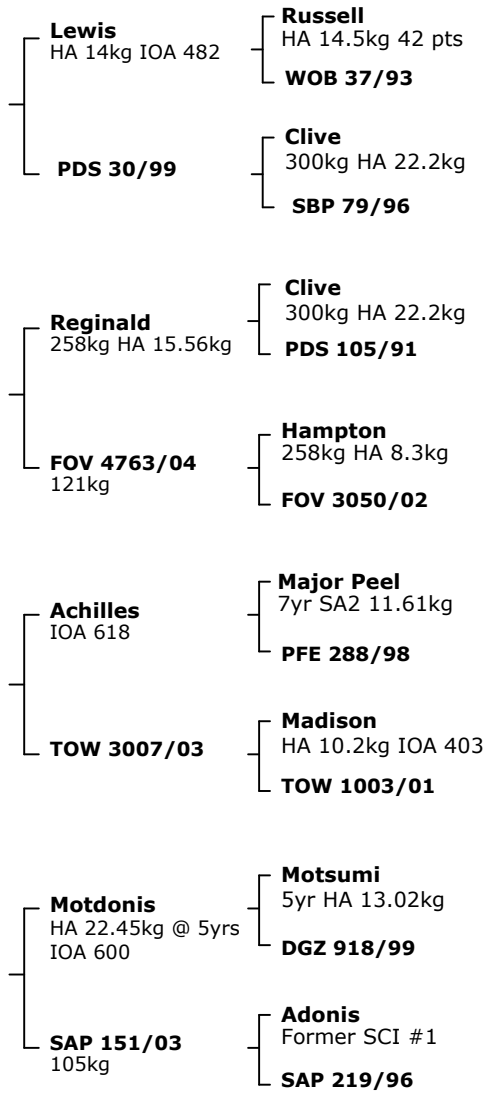 Lewis
HA 14kg IOA 482
PDS 30/99
Russell
HA 14.5kg 42 pts
WOB 37/93
Clive
300kg HA 22.2kg
SBP 79/96
Reginald
258kg HA 15.56kg
FOV 4763/04
121kg
Clive
300kg HA 22.2kg
PDS 105/91
Hampton
258kg HA 8.3kg
FOV 3050/02
Achilles
IOA 618
TOW 3007/03
Major Peel
7yr SA2 11.61kg
PFE 288/98
Madison
HA 10.2kg IOA 403
TOW 1003/01
Motdonis
HA 22.45kg @ 5yrs
IOA 600
SAP 151/03
105kg
Motsumi
5yr HA 13.02kg
DGZ 918/99
Adonis
Former SCI #1
SAP 219/96